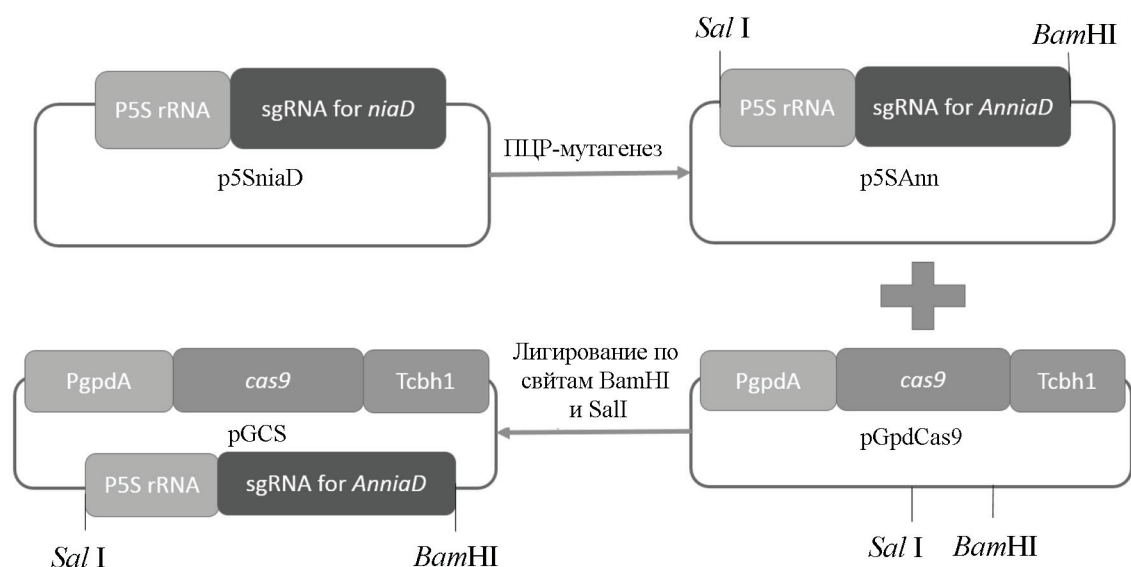 Sal I
BamHI
P5S rRNA
sgRNA for niaD
p5SniaD
ПЦР-мутагенез
P5S rRNA
sgRNA for AnniaD
p5SAnn
PgpdA
cas9
Tcbh1
pGCS
P5S rRNA
sgRNA for AnniaD
Sal I
BamHI
Лигирование по
свйтам BamHI
и SalI
PgpdA
cas9
Tcbh1
pGpdCas9
Sal I
BamHI